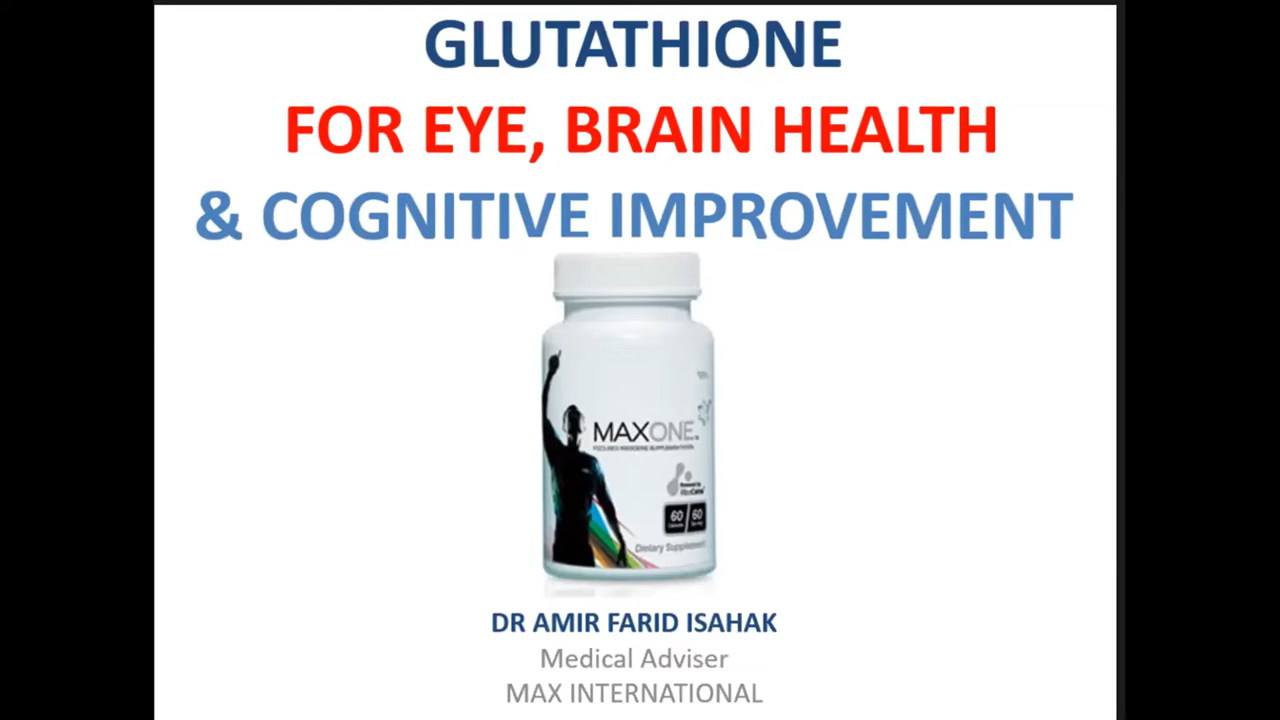 GLUTATHIONE
FOR EYE, BRAIN HEALTH
& COGNITIVE IMPROVEMENT
MAXONE
60 / 60
Dietary Supplement
DR AMIR FARID ISAHAK
Medical Adviser
MAX INTERNATIONAL